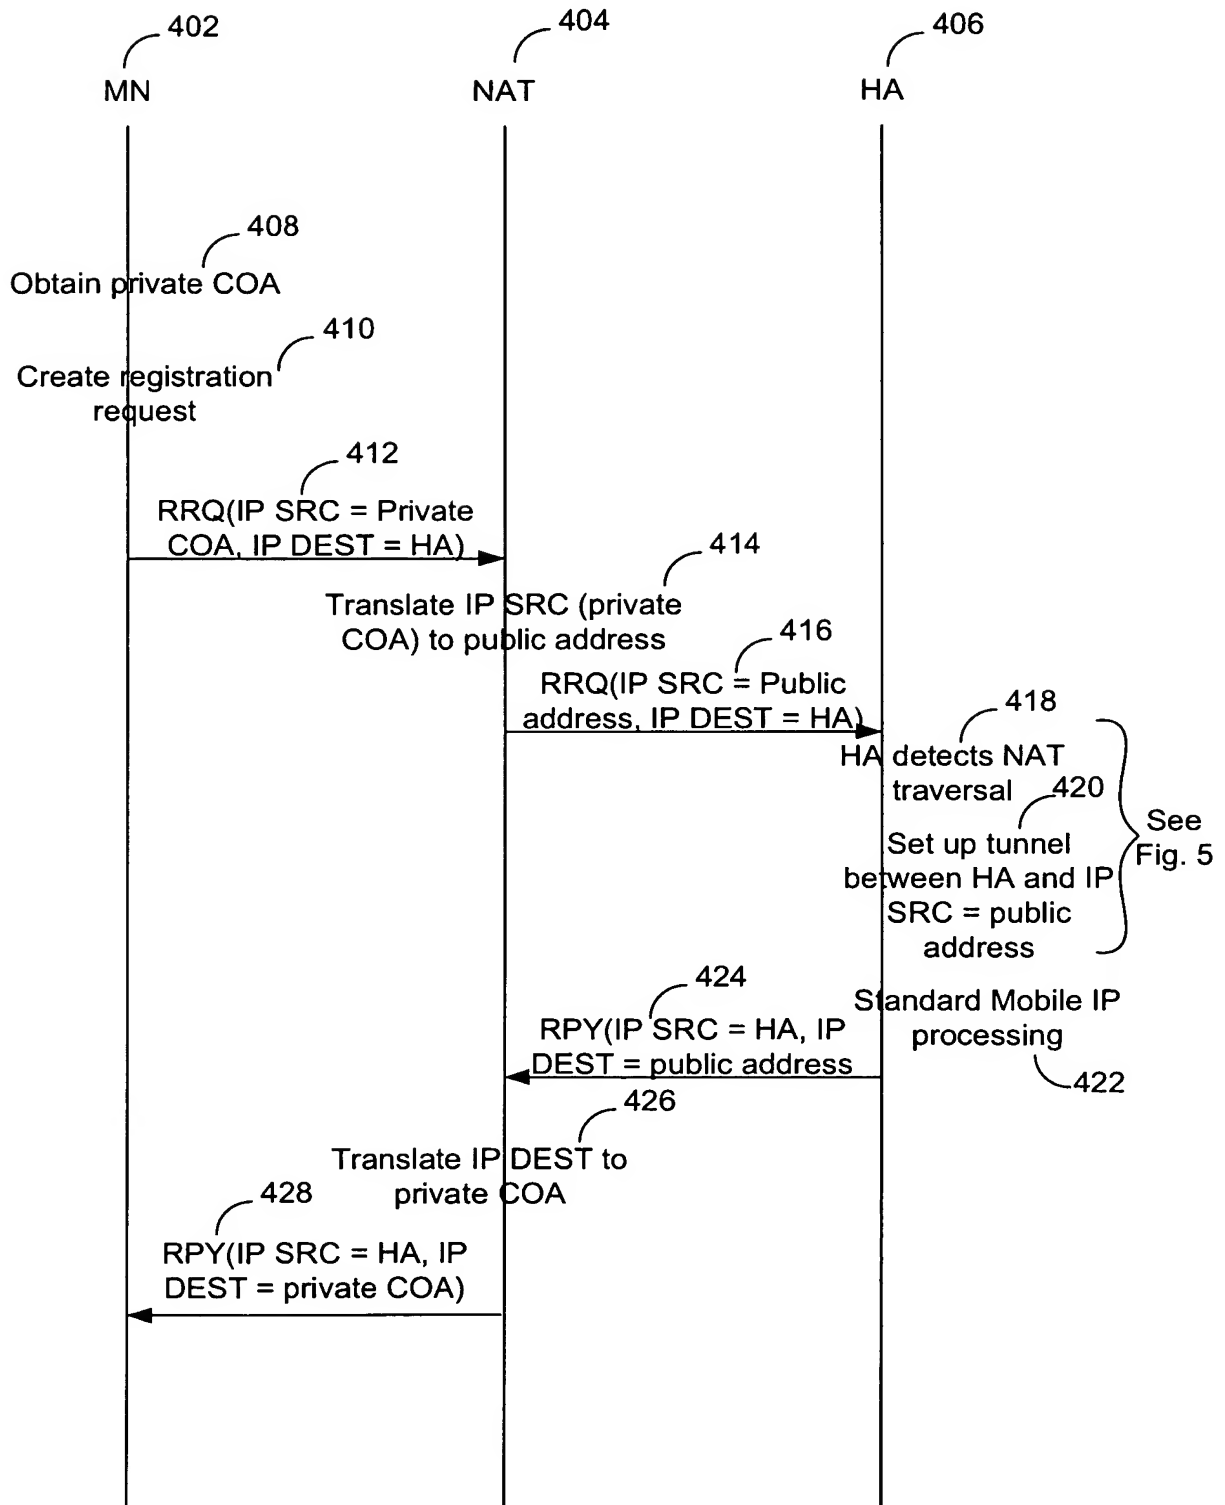 402
404
406
MN
NAT
HA
408
Obtain private COA
410
Create registration
request
412
RRQ(IP SRC = Private
COA, IP DEST = HA)
414
Translate IP SRC (private
COA) to public address
416
RRQ(IP SRC = Public
address, IP DEST = HA)
418
HA detects NAT
traversal
420
Set up tunnel
between HA and IP
SRC = public
address
See
Fig. 5
424
RPY(IP SRC = HA, IP
DEST = public address
Standard Mobile IP
processing
422
426
Translate IP DEST to
private COA
428
RPY(IP SRC = HA, IP
DEST = private COA)